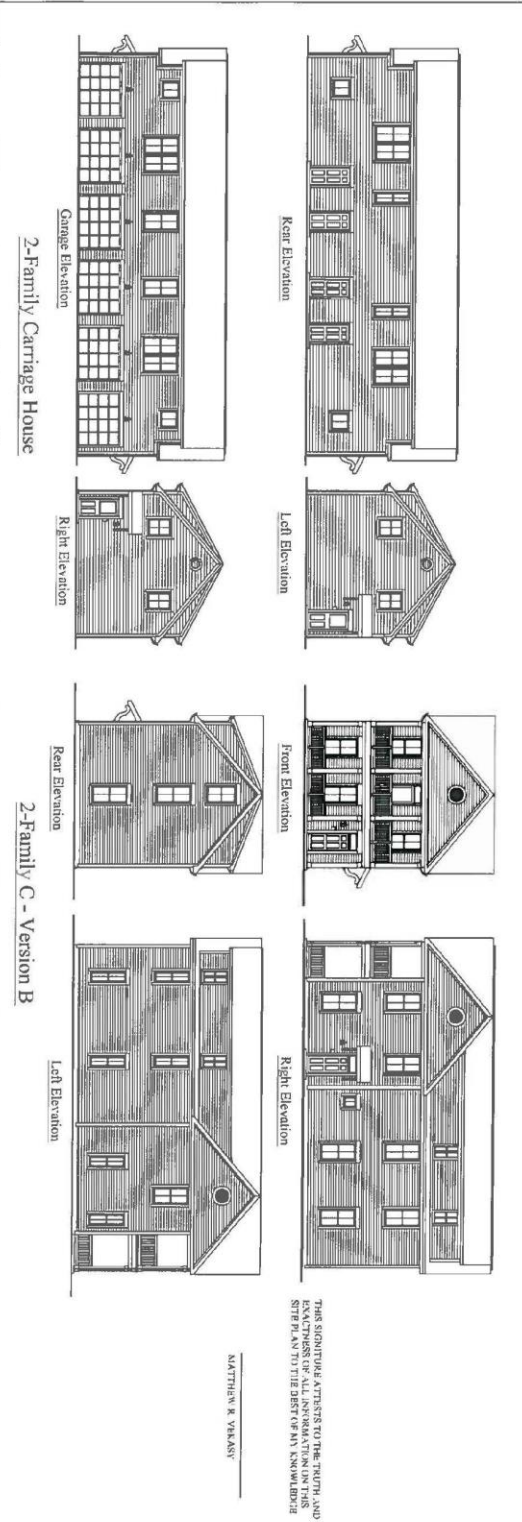 Rear Elevation
Left Elevation
Front Elevation
Right Elevation
Garage Elevation
Right Elevation
Rear Elevation
Left Elevation
2-Family Carriage House
2-Family C - Version B
THIS SIGNITURE ATTESTS TO THE TRUTH AND
EXACTNESS OF ALL INFORMATION ON THIS
SITE PLAN TO THE BEST OF MY KNOWLEDGE
MATTHEW R. VEKASY